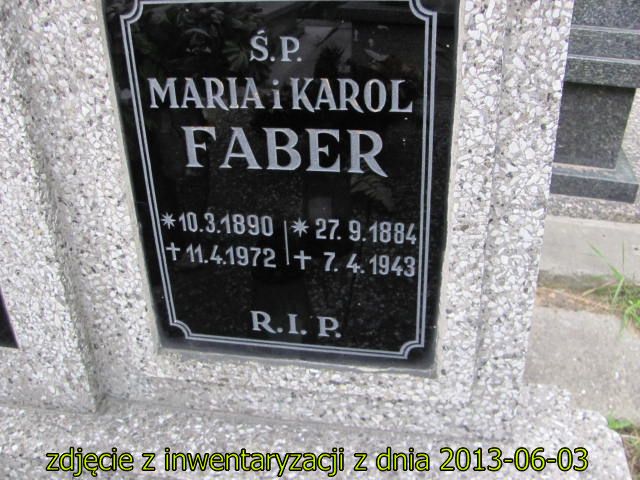 Ś.P.
MARIA i KAROL
FABER
*10.3.1890 | * 27. 9.1884
†11.4.1972 | † 7. 4. 1943
R.I.P.
zdjęcie z inwentaryzacji z dnia 2013-06-03